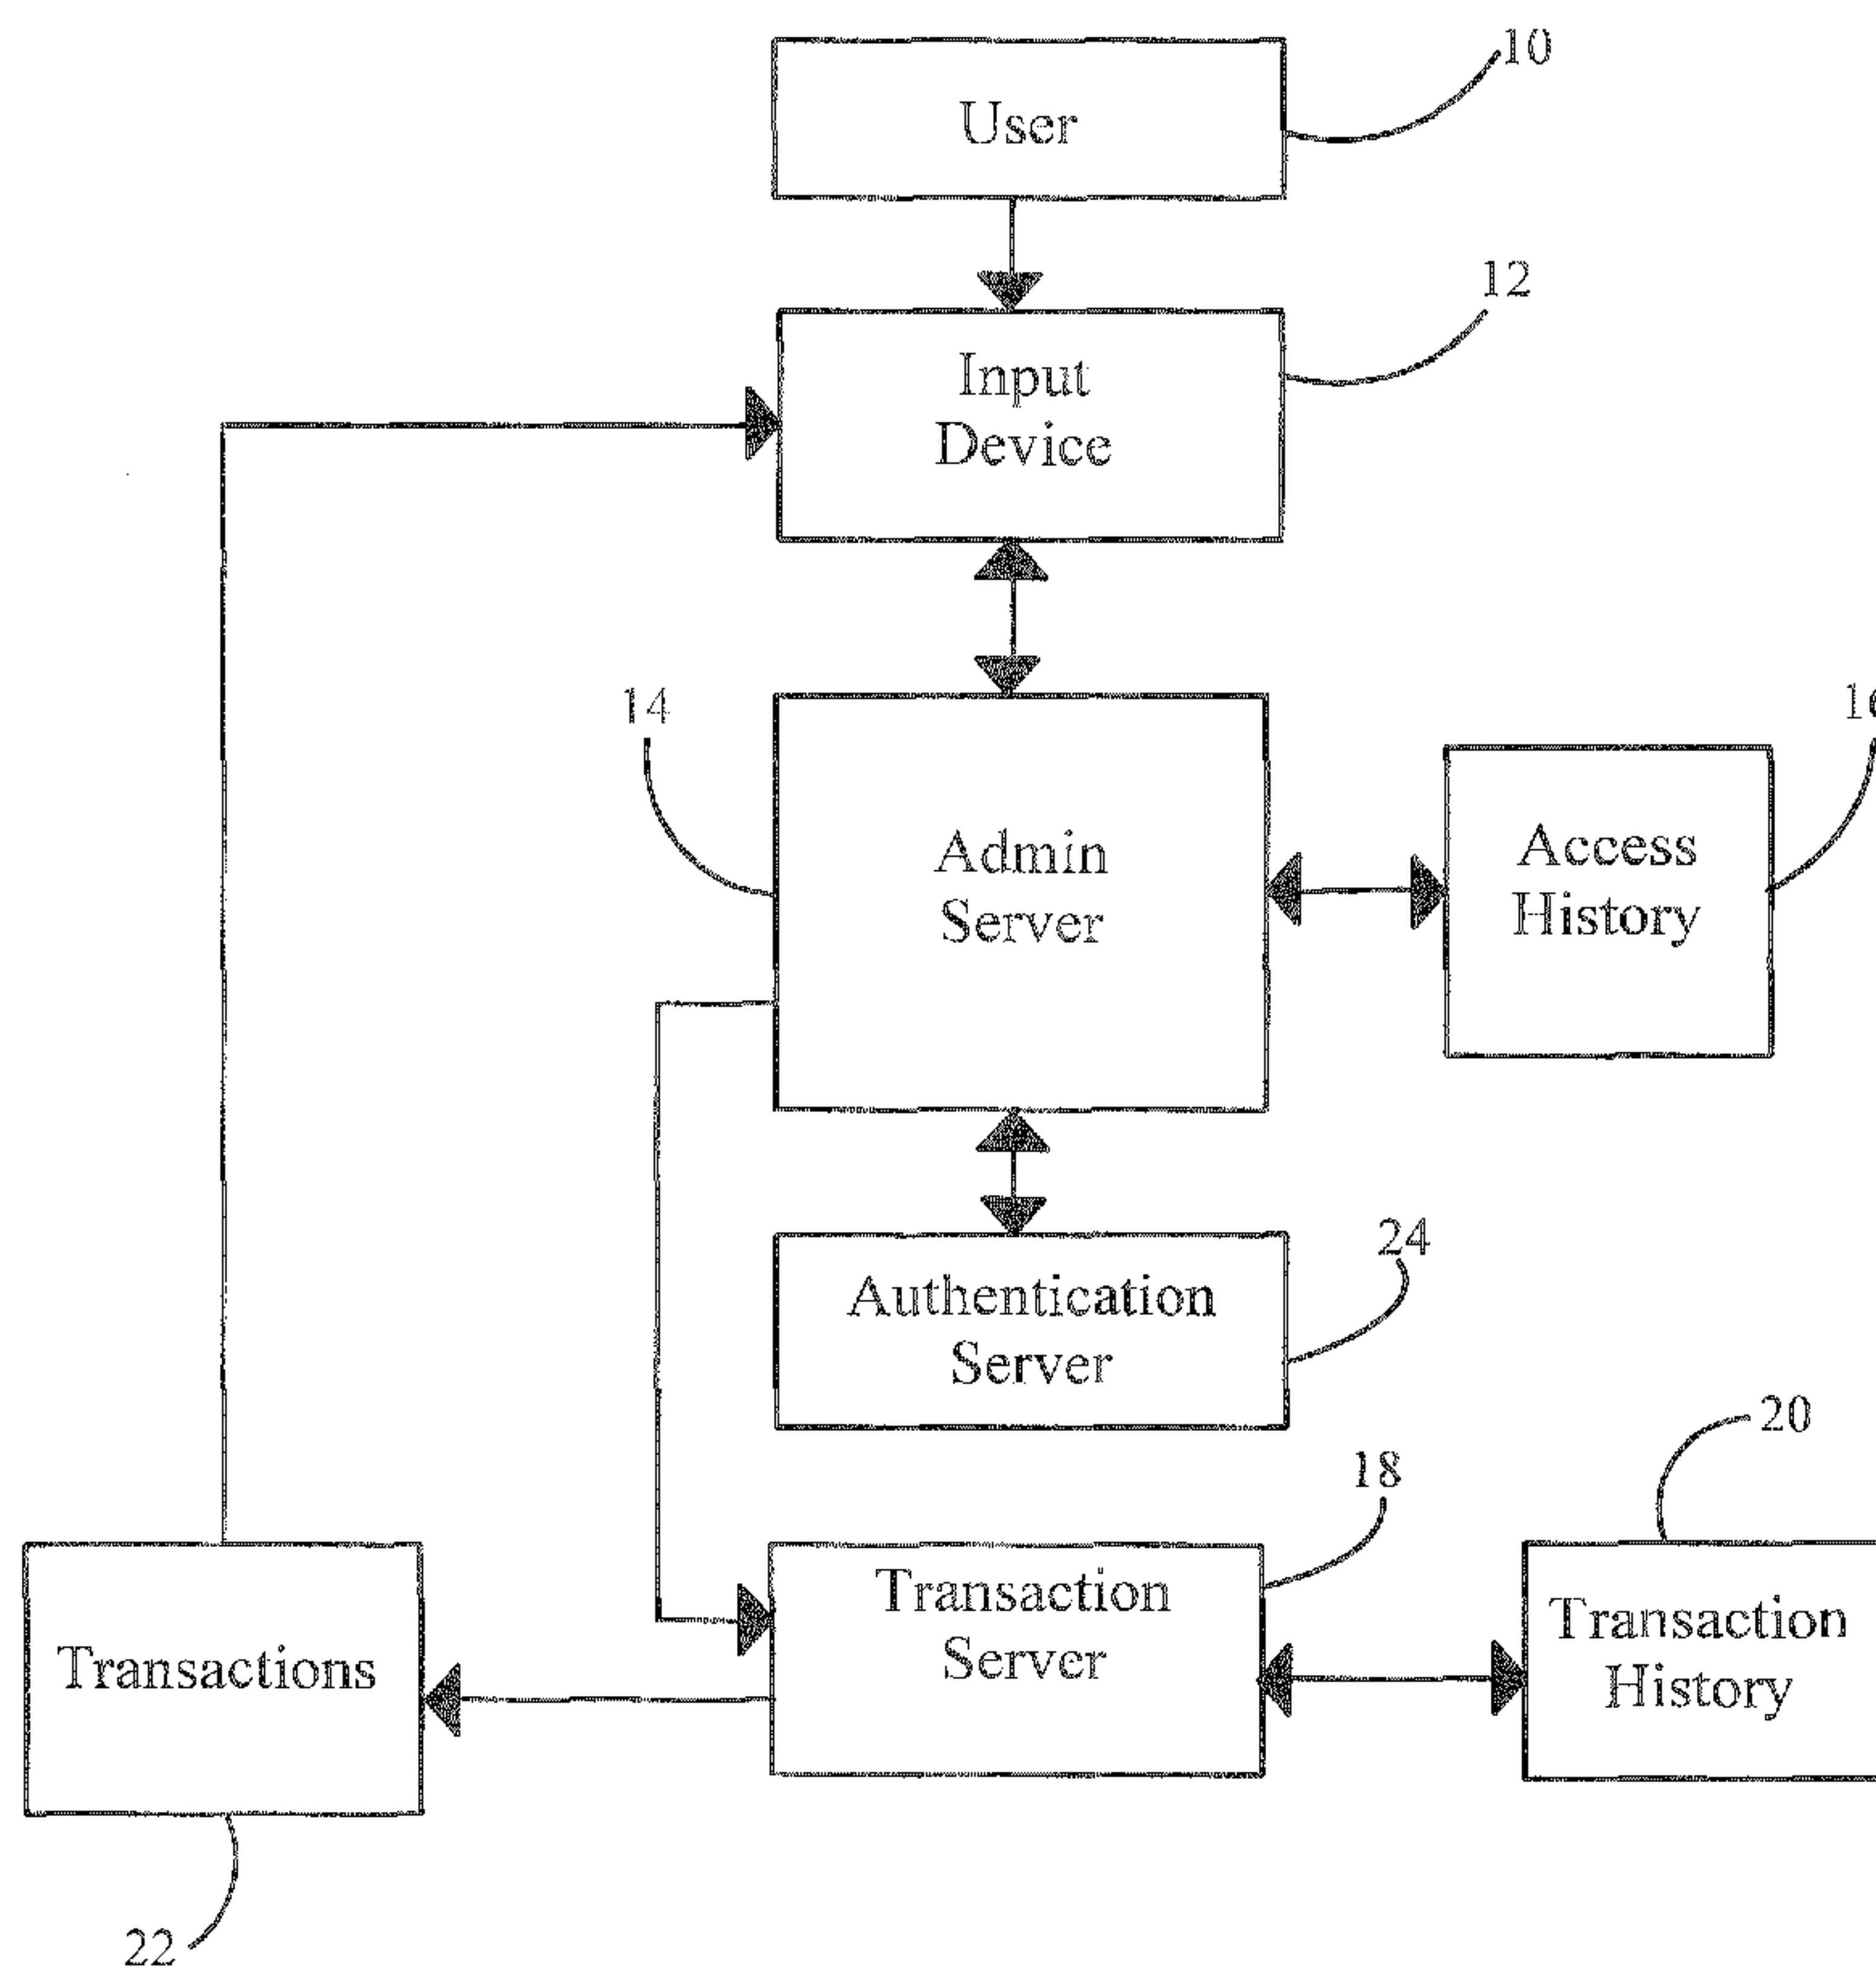 10
User
12
Input
Device
14
Admin
Server
Access
History
24
Authentication
Server
20
18
Transaction
Server
Transaction
History
Transactions
22